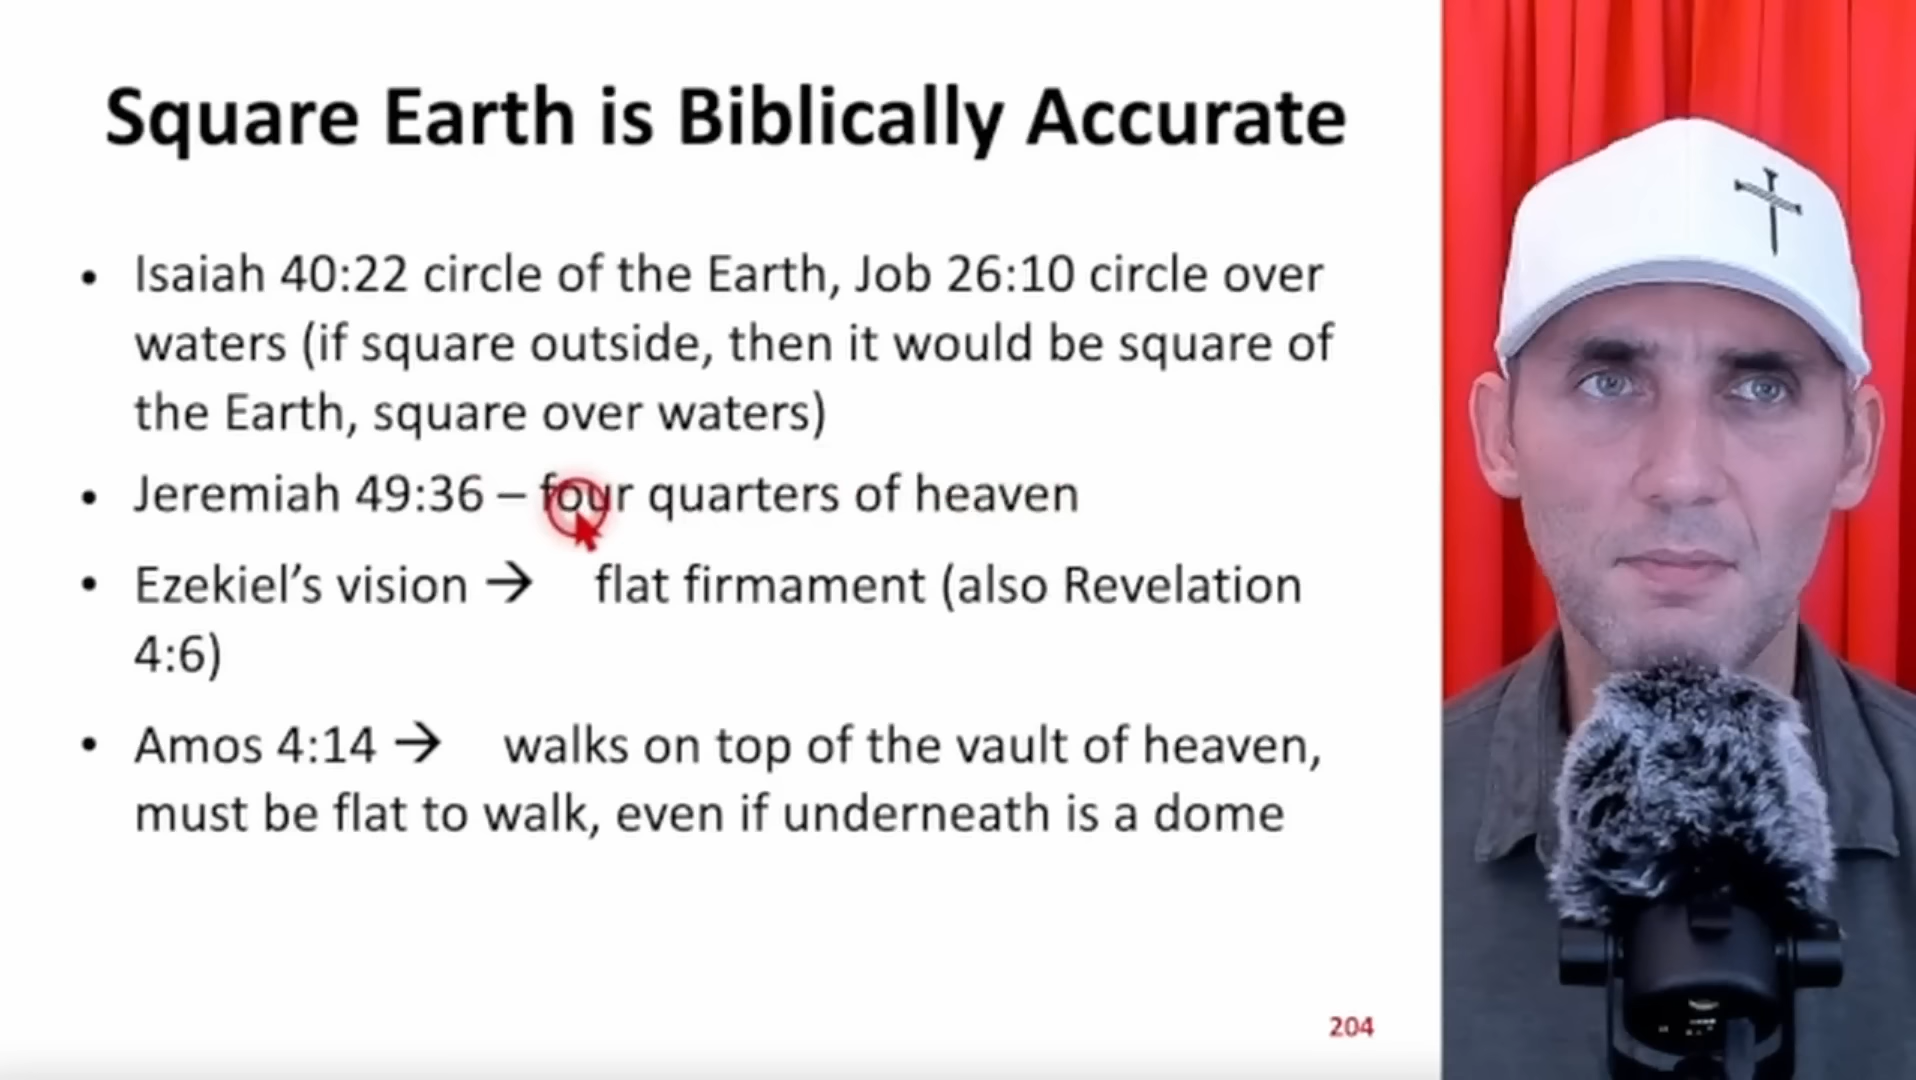 Square Earth is Biblically Accurate
• Isaiah 40:22 circle of the Earth, Job 26:10 circle over
waters (if square outside, then it would be square of
the Earth, square over waters)
• Jeremiah 49:36 – four quarters of heaven
• Ezekiel’s vision → flat firmament (also Revelation
4:6)
• Amos 4:14 → walks on top of the vault of heaven,
must be flat to walk, even if underneath is a dome
204